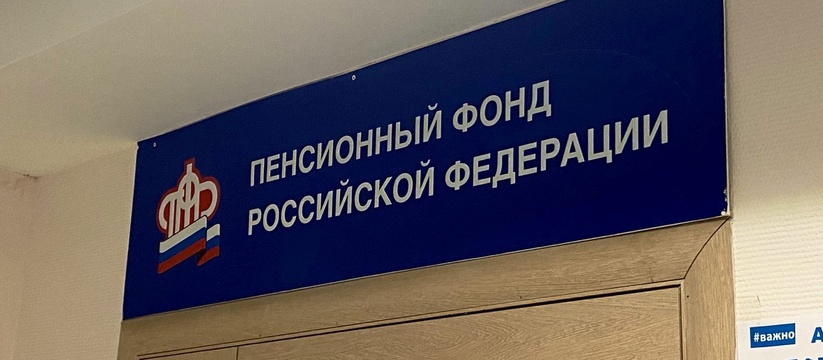 ПЕНСИОННЫЙ ФОНД
РОССИЙСКОЙ ФЕДЕРАЦИИ
#важно